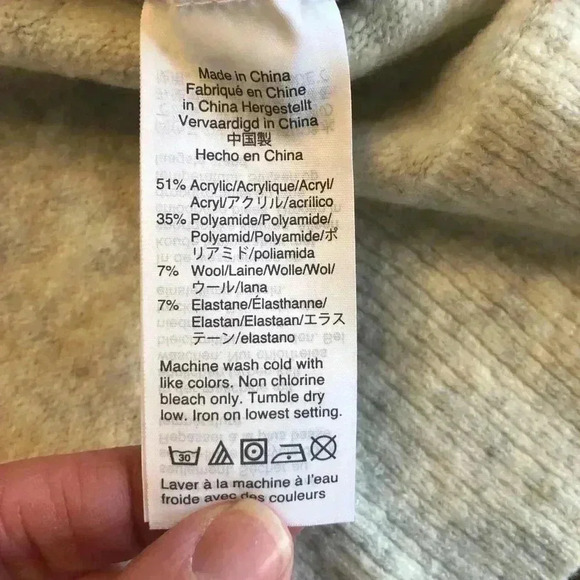 Made in China
Fabriqué en Chine
in China Hergestellt
Vervaardigd in China
中国製
Hecho en China
51% Acrylic/Acrylique/Acryl/
Acryl/アクリル/acrílico
35% Polyamide/Polyamide/
Polyamid/Polyamide/ポ
リアミド/poliamida
7% Wool/Laine/Wolle/Wol/
ウール/lana
7% Elastane/Élasthanne/
Elastan/Elastaan/エラス
テーン/elastano
Machine wash cold with
like colors. Non chlorine
bleach only. Tumble dry
low. Iron on lowest setting.
30
Laver à la machine à l'eau
froide avec des couleurs